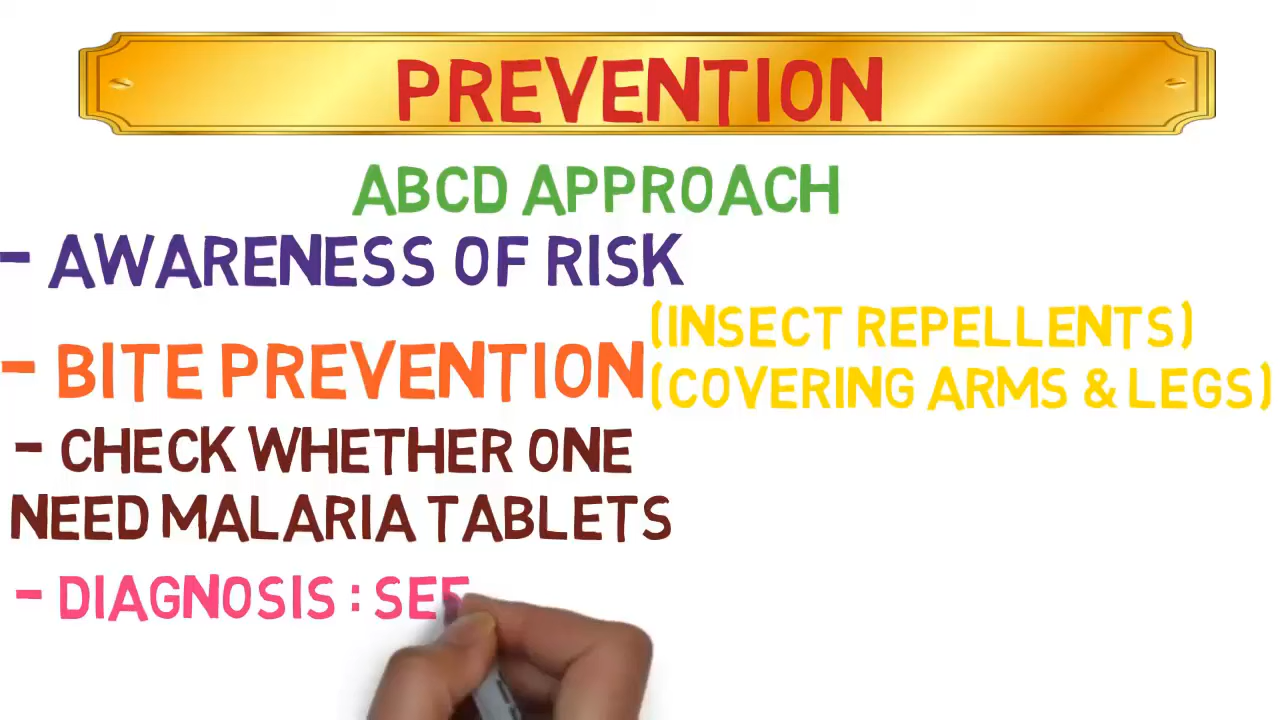 PREVENTION
ABCD APPROACH
- AWARENESS OF RISK
(INSECT REPELLENTS)
- BITE PREVENTION
(COVERING ARMS & LEGS)
- CHECK WHETHER ONE
NEED MALARIA TABLETS
- DIAGNOSIS : SEE